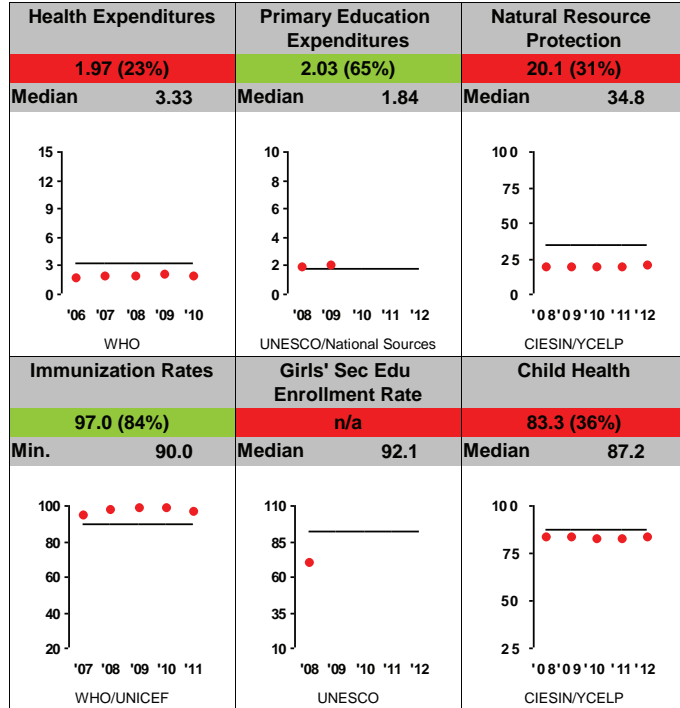 Health Expenditures
1.97 (23%)
Median 3.33
15
12
9
6
3
0
'06 '07 '08 '09 '10
WHO
Primary Education
Expenditures
2.03 (65%)
Median 1.84
10
8
6
4
2
0
'08 '09 '10 '11 '12
UNESCO/National Sources
Natural Resource
Protection
20.1 (31%)
Median 34.8
100
75
50
25
0
'08 '09 '10 '11 '12
CIESIN/YCELP
Immunization Rates
97.0 (84%)
Min. 90.0
100
80
60
40
20
'07 '08 '09 '10 '11
WHO/UNICEF
Girls' Sec Edu
Enrollment Rate
n/a
Median 92.1
110
85
60
35
10
'08 '09 '10 '11 '12
UNESCO
Child Health
83.3 (36%)
Median 87.2
100
75
50
25
'08 '09 '10 '11 '12
CIESIN/YCELP